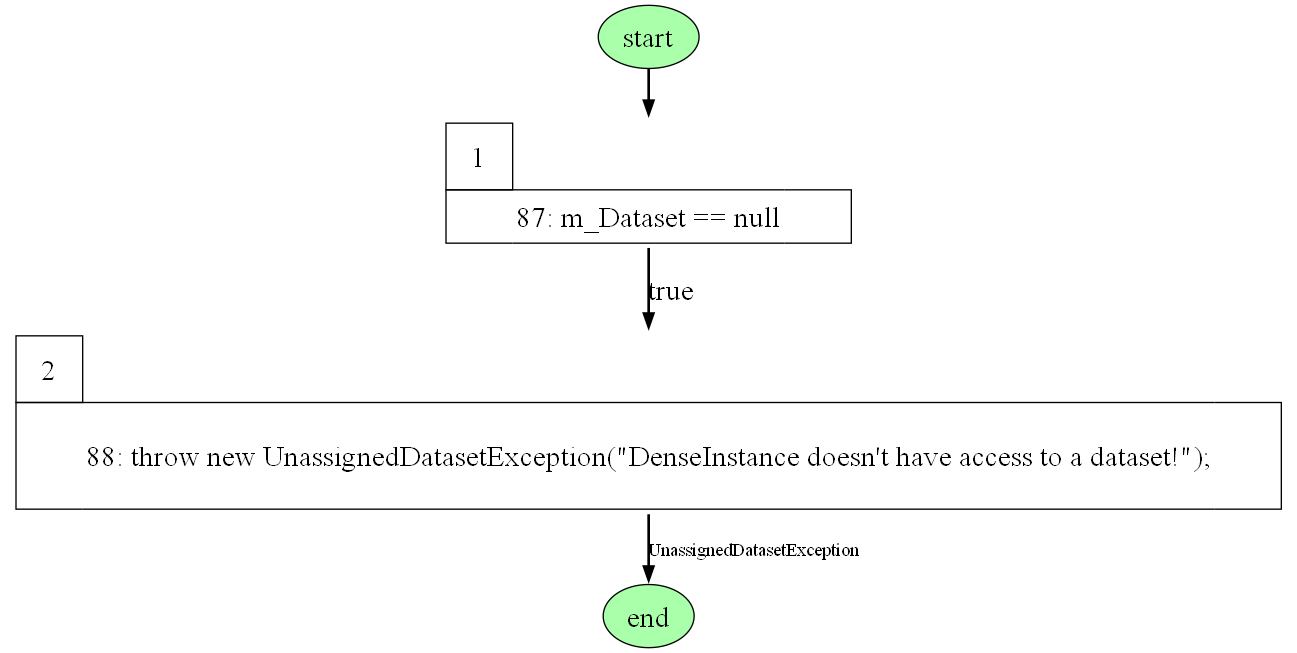 start
1
87: m_Dataset == null
true
2
88: throw new UnassignedDatasetException("DenseInstance doesn't have access to a dataset!");
UnassignedDatasetException
end